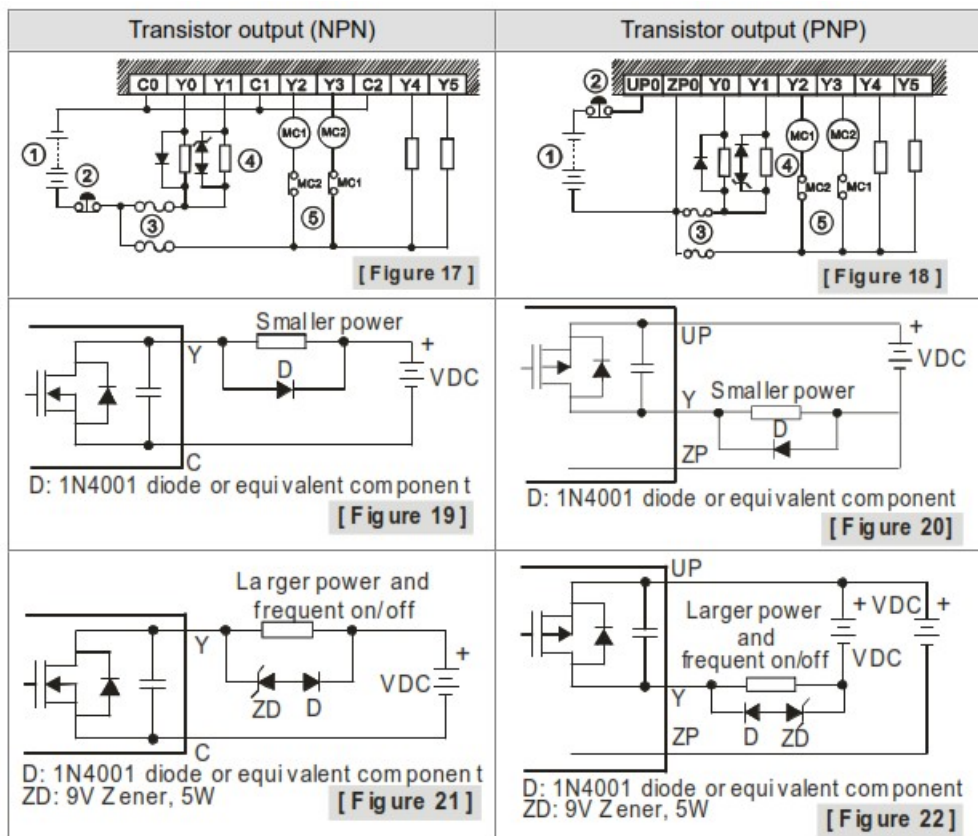 Transistor output (NPN)
Transistor output (PNP)
C0 Y0 Y1 C1 Y2 Y3 C2 Y4 Y5
①
②
③
④
⑤
MC1 MC2
MC2 MC1
[ Figure 17 ]
UP0 ZP0 Y0 Y1 Y2 Y3 Y4 Y5
②
①
③
④
⑤
MC1 MC2
MC2 MC1
[ Figure 18 ]
Smaller power
Y
D
+
VDC
C
D: 1N4001 diode or equivalent component
[ Figure 19 ]
UP
+
VDC
Smaller power
Y
D
ZP
D: 1N4001 diode or equivalent component
[ Figure 20]
Larger power and
frequent on/off
Y
+
VDC
ZD D
C
D: 1N4001 diode or equivalent component
ZD: 9V Zener, 5W
[ Figure 21 ]
UP
+ VDC +
Larger power
and
frequent on/off
VDC
Y
D ZD
ZP
D: 1N4001 diode or equivalent component
ZD: 9V Zener, 5W
[ Figure 22 ]